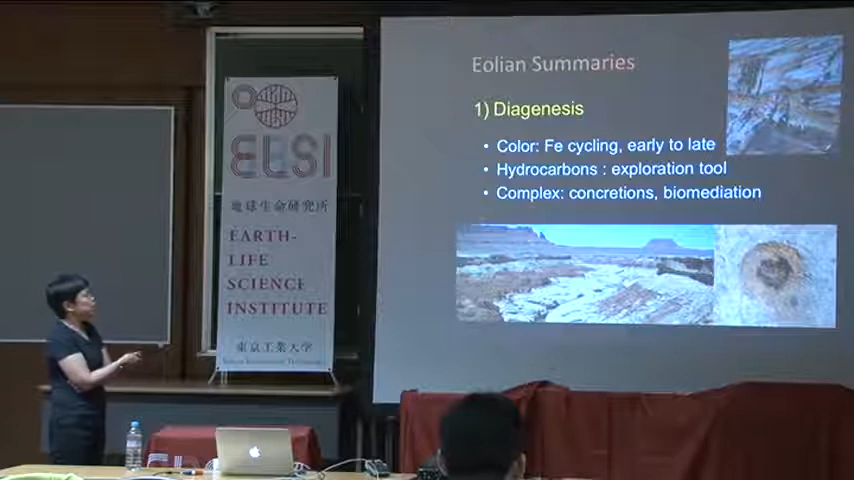 ELSI
地球生命研究所
EARTH-
LIFE
SCIENCE
INSTITUTE
東京工業大学
Eolian Summaries
1) Diagenesis
• Color: Fe cycling, early to late
• Hydrocarbons : exploration tool
• Complex: concretions, biomediation